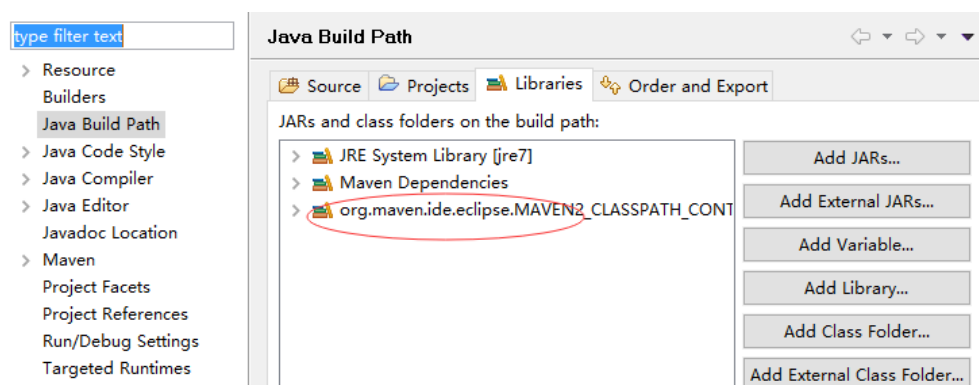 type filter text
Resource
Builders
Java Build Path
Java Code Style
Java Compiler
Java Editor
Javadoc Location
Maven
Project Facets
Project References
Run/Debug Settings
Targeted Runtimes
Java Build Path
Source Projects Libraries Order and Export
JARs and class folders on the build path:
JRE System Library [jre7]
Maven Dependencies
org.maven.ide.eclipse.MAVEN2_CLASSPATH_CONT
Add JARs...
Add External JARs...
Add Variable...
Add Library...
Add Class Folder...
Add External Class Folder...